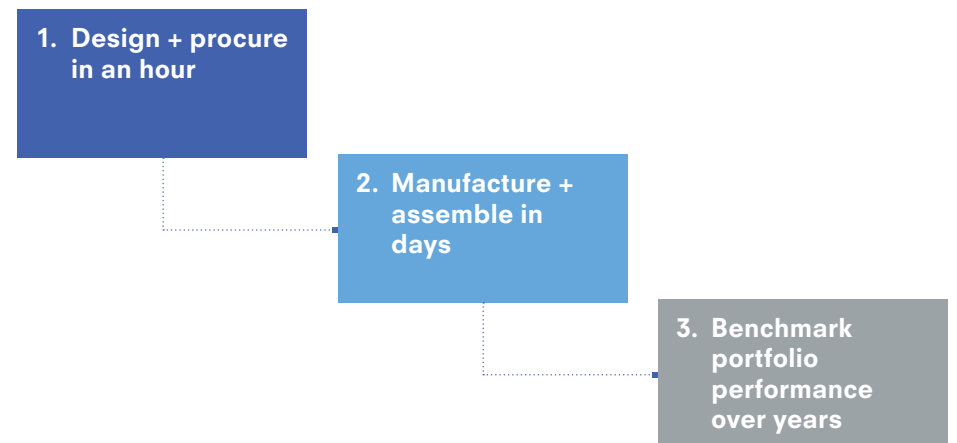 1. Design + procure
in an hour
2. Manufacture +
assemble in
days
3. Benchmark
portfolio
performance
over years